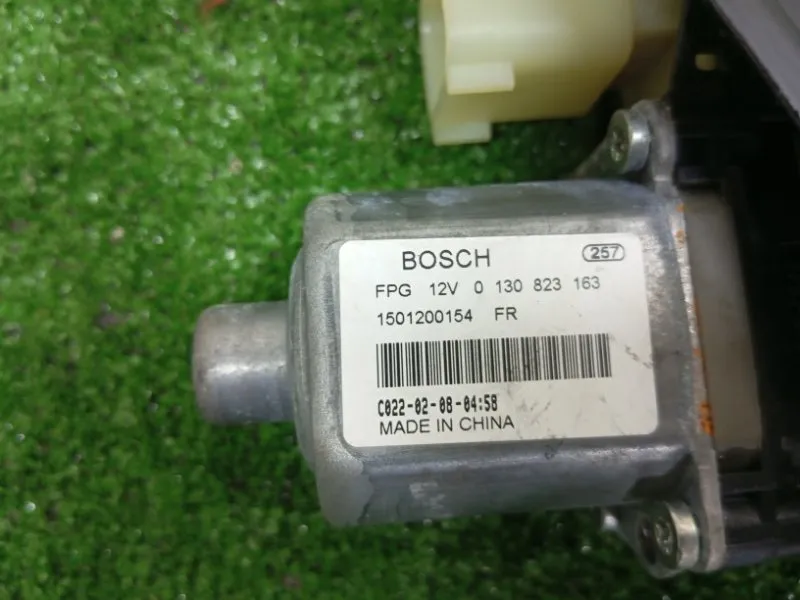 BOSCH 257
FPG 12V 0 130 823 163
1501200154 FR
C022-02-08-04:58
MADE IN CHINA